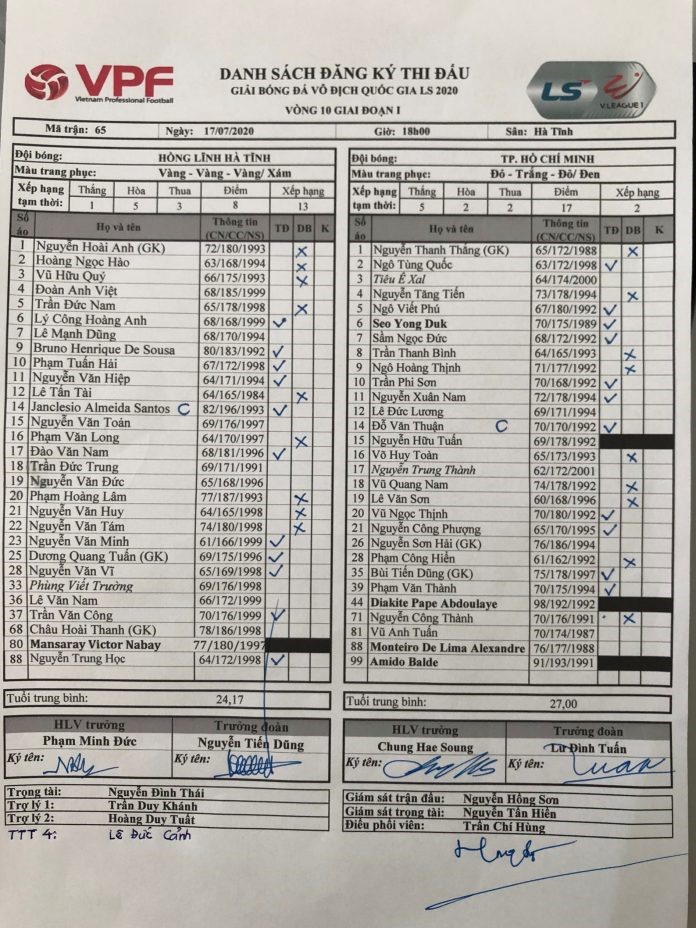 VPF
Vietnam Professional Football
DANH SÁCH ĐĂNG KÝ THI ĐẤU
GIẢI BÓNG ĐÁ VÔ ĐỊCH QUỐC GIA LS 2020
VÒNG 10 GIAI ĐOẠN I
LS V.LEAGUE 1
Mã trận: 65 Ngày: 17/07/2020 Giờ: 18h00 Sân: Hà Tĩnh
Đội bóng: HỒNG LĨNH HÀ TĨNH
Màu trang phục: Vàng - Vàng - Vàng/ Xám
Xếp hạng tạm thời: Thắng Hòa Thua Điểm Xếp hạng
1 5 3 8 13
Số áo Họ và tên Thông tin (CN/CC/NS) TĐ DB K
1 Nguyễn Hoài Anh (GK) 72/180/1993 x
2 Hoàng Ngọc Hào 63/168/1994 x
3 Vũ Hữu Quý 66/175/1993 x
4 Đoàn Anh Việt 68/185/1999
5 Trần Đức Nam 65/178/1998 x
6 Lý Công Hoàng Anh 68/168/1999 ✓
7 Lê Mạnh Dũng 68/170/1994
9 Bruno Henrique De Sousa 80/183/1992 ✓
10 Phạm Tuấn Hải 67/172/1998 ✓
11 Nguyễn Văn Hiệp 64/171/1994 ✓
12 Lê Tấn Tài 64/165/1984 x
14 Janclesio Almeida Santos C 82/196/1993 ✓
15 Nguyễn Văn Toản 69/176/1997
16 Phạm Văn Long 64/170/1997 x
17 Đào Văn Nam 68/181/1996 ✓
18 Trần Đức Trung 69/171/1991
19 Nguyễn Văn Đức 65/168/1996
20 Phạm Hoàng Lâm 77/187/1993 x
21 Nguyễn Văn Huy 64/165/1998 x
22 Nguyễn Văn Tám 74/180/1998 x
23 Nguyễn Văn Minh 61/166/1999 ✓
25 Dương Quang Tuấn (GK) 69/175/1996 ✓
28 Nguyễn Văn Vĩ 65/169/1998 ✓
33 Phùng Viết Trường 69/176/1998
36 Lê Văn Nam 66/172/1999
37 Trần Văn Công 70/176/1999 ✓
68 Châu Hoài Thanh (GK) 78/186/1998
80 Mansaray Victor Nabay 77/180/1997
88 Nguyễn Trung Học 64/172/1998 ✓
Tuổi trung bình: 24,17
HLV trưởng Trưởng đoàn
Phạm Minh Đức Nguyễn Tiến Dũng
Ký tên: Ký tên:
Trọng tài: Nguyễn Đình Thái
Trợ lý 1: Trần Duy Khánh
Trợ lý 2: Hoàng Duy Tuất
TTT 4: Lê Đức Cảnh
Đội bóng: TP. HỒ CHÍ MINH
Màu trang phục: Đỏ - Trắng - Đỏ/ Đen
Xếp hạng tạm thời: Thắng Hòa Thua Điểm Xếp hạng
5 2 2 17 2
Số áo Họ và tên Thông tin (CN/CC/NS) TĐ DB K
1 Nguyễn Thanh Thắng (GK) 65/172/1988 x
2 Ngô Tùng Quốc 63/172/1998 ✓
3 Tiêu Ê Xal 64/174/2000
4 Nguyễn Tăng Tiến 73/178/1994 x
5 Ngô Viết Phú 67/180/1992 ✓
6 Seo Yong Duk 70/175/1989 ✓
7 Sầm Ngọc Đức 68/172/1992 ✓
8 Trần Thanh Bình 64/165/1993 x
9 Ngô Hoàng Thịnh 71/177/1992 x
10 Trần Phi Sơn 70/168/1992 ✓
11 Nguyễn Xuân Nam 72/178/1994 ✓
12 Lê Đức Lương 69/171/1994
14 Đỗ Văn Thuận C 70/170/1992 ✓
15 Nguyễn Hữu Tuấn 69/178/1992
16 Võ Huy Toàn 65/173/1993 x
17 Nguyễn Trung Thành 62/172/2001
18 Vũ Quang Nam 74/178/1992 x
19 Lê Văn Sơn 60/168/1996 x
20 Vũ Ngọc Thịnh 70/180/1992 ✓
21 Nguyễn Công Phượng 65/170/1995 ✓
26 Nguyễn Sơn Hải (GK) 76/186/1994
28 Phạm Công Hiển 61/162/1992 x
35 Bùi Tiến Dũng (GK) 75/178/1997 ✓
39 Phạm Văn Thành 70/175/1994 ✓
44 Diakite Pape Abdoulaye 98/192/1992
71 Nguyễn Công Thành 70/176/1991 x
81 Vũ Anh Tuấn 70/174/1987
88 Monteiro De Lima Alexandre 76/177/1988
99 Amido Balde 91/193/1991
Tuổi trung bình: 27,00
HLV trưởng Trưởng đoàn
Chung Hae Soung Lư Đình Tuấn
Ký tên: Ký tên: Tuan
Giám sát trận đấu: Nguyễn Hồng Sơn
Giám sát trọng tài: Nguyễn Tấn Hiền
Điều phối viên: Trần Chí Hùng